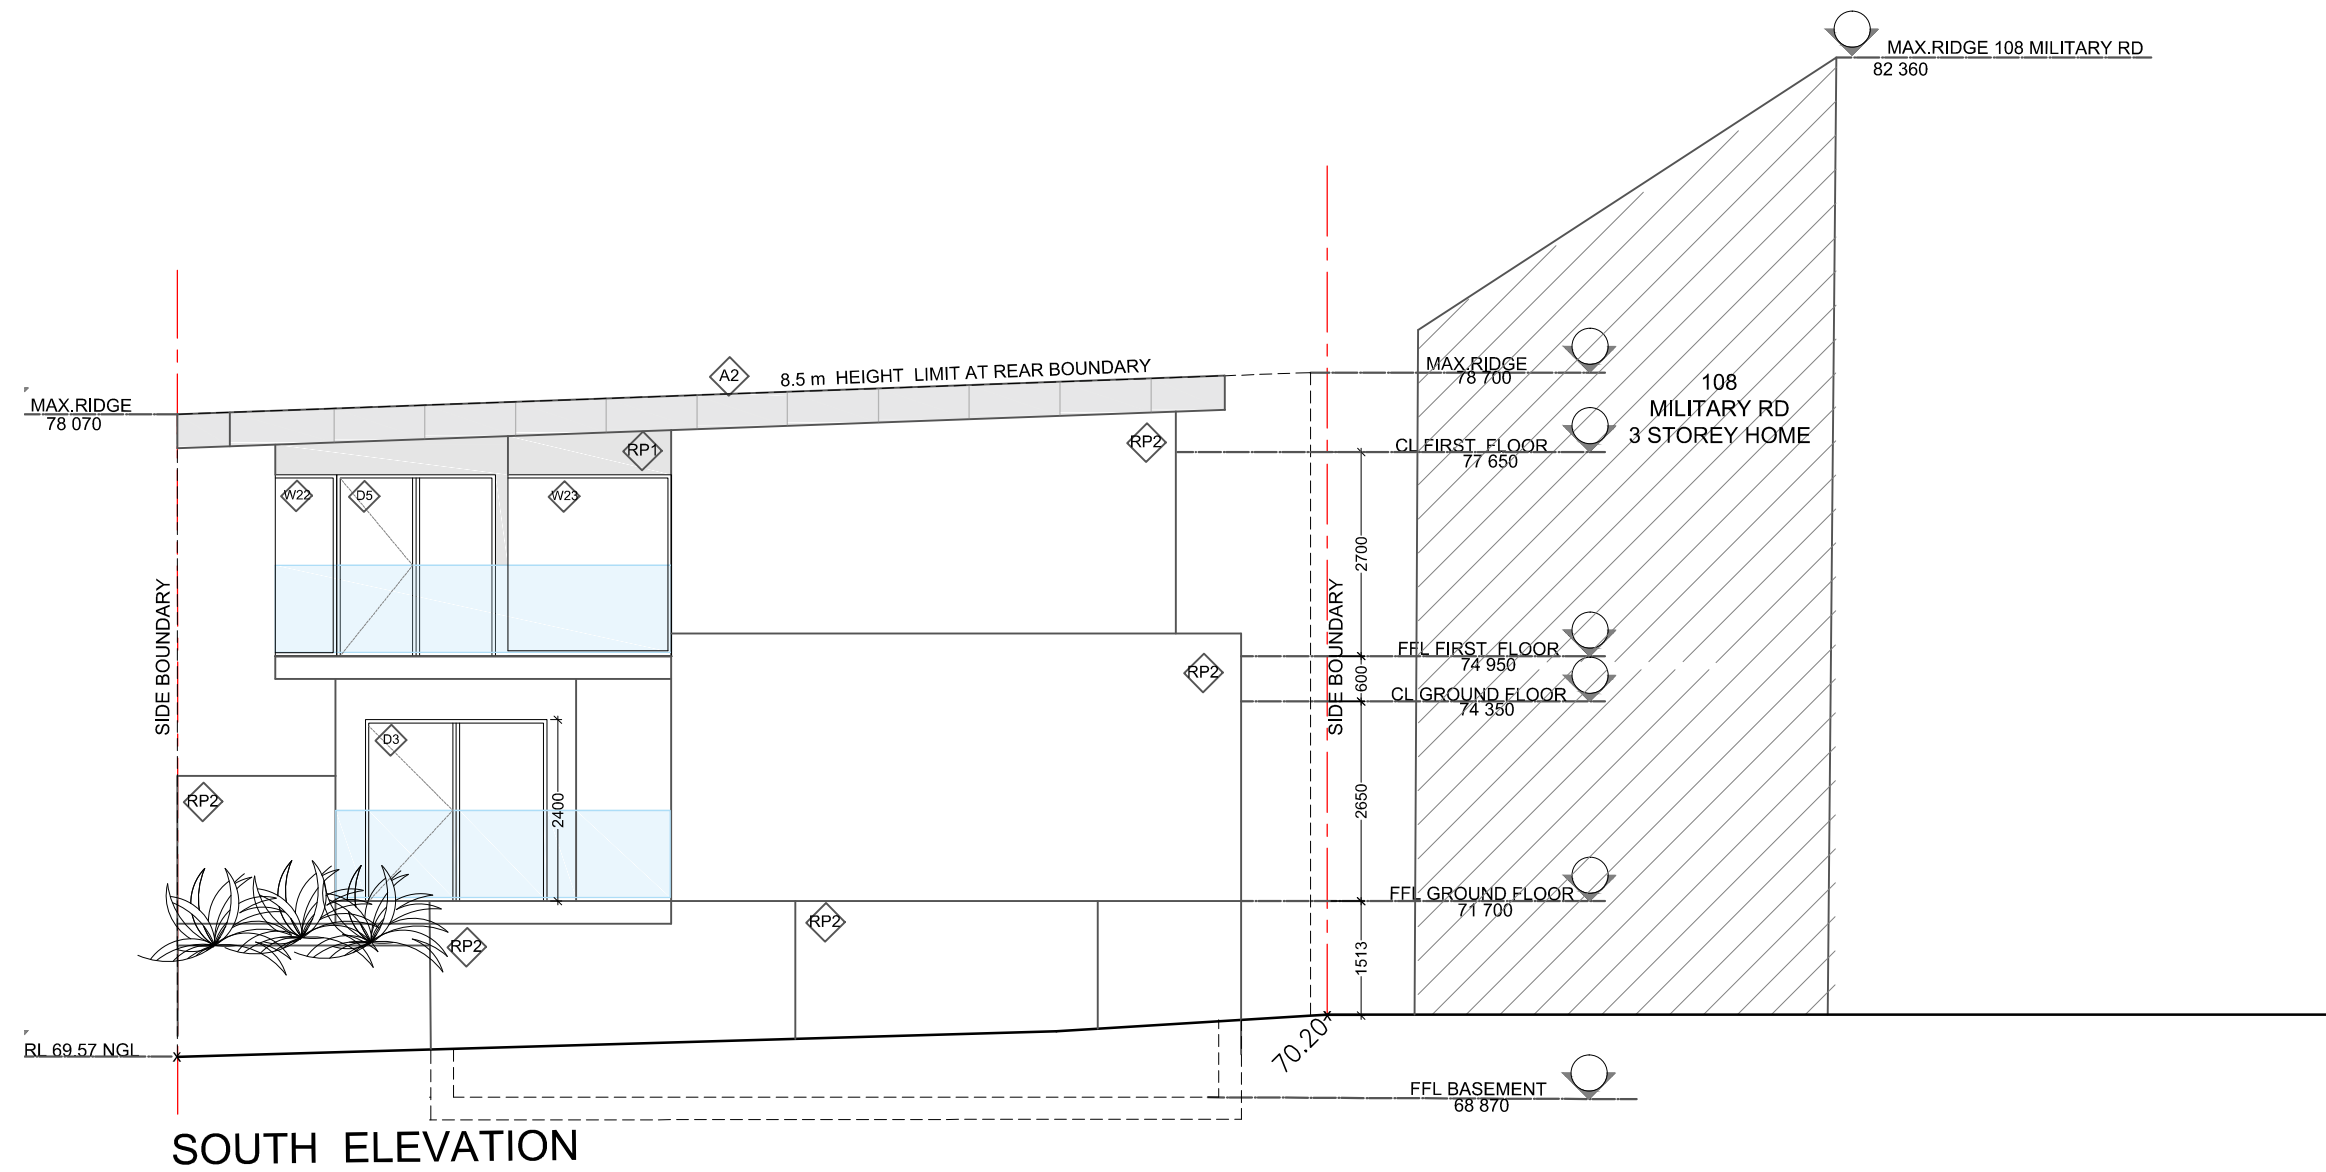 MAX.RIDGE 108 MILITARY RD
82 360
8.5 m HEIGHT LIMIT AT REAR BOUNDARY
A2
MAX.RIDGE
78 070
MAX.RIDGE
78 700
108
MILITARY RD
3 STOREY HOME
RP1
RP2
CL FIRST FLOOR
77 650
W22
D5
W23
2700
SIDE BOUNDARY
SIDE BOUNDARY
FFL FIRST FLOOR
74 950
RP2
600
CL GROUND FLOOR
74 350
D3
RP2
2400
2650
FFL GROUND FLOOR
71 700
RP2
RP2
1513
RL 69.57 NGL
70.20
FFL BASEMENT
68 870
SOUTH ELEVATION